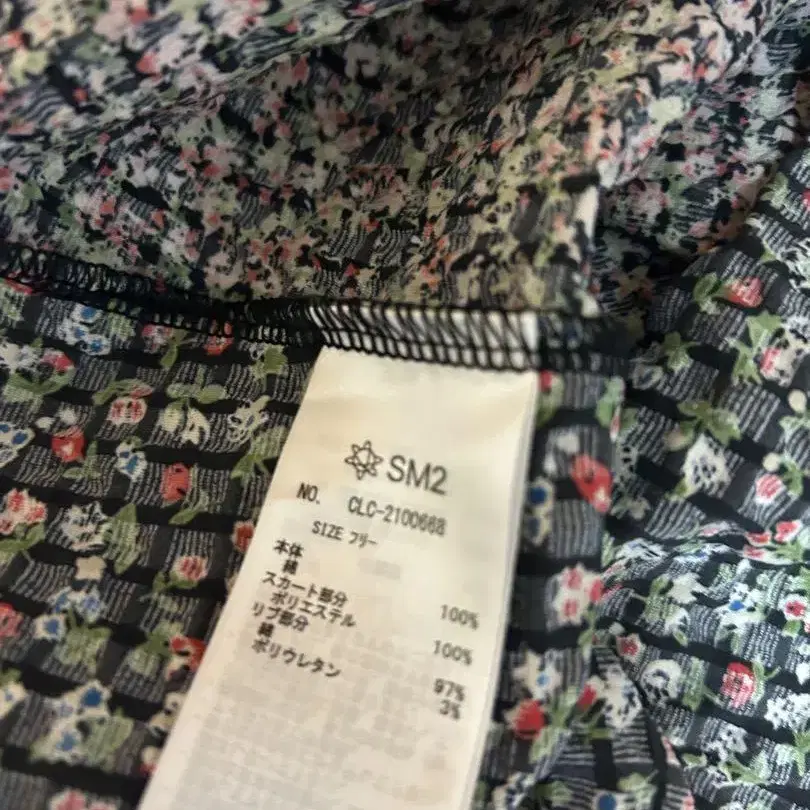 SM2
NO. CLC-2100668
SIZE フリー
本体
綿 100%
スカート部分
ポリエステル 100%
リブ部分
綿 97%
ポリウレタン 3%